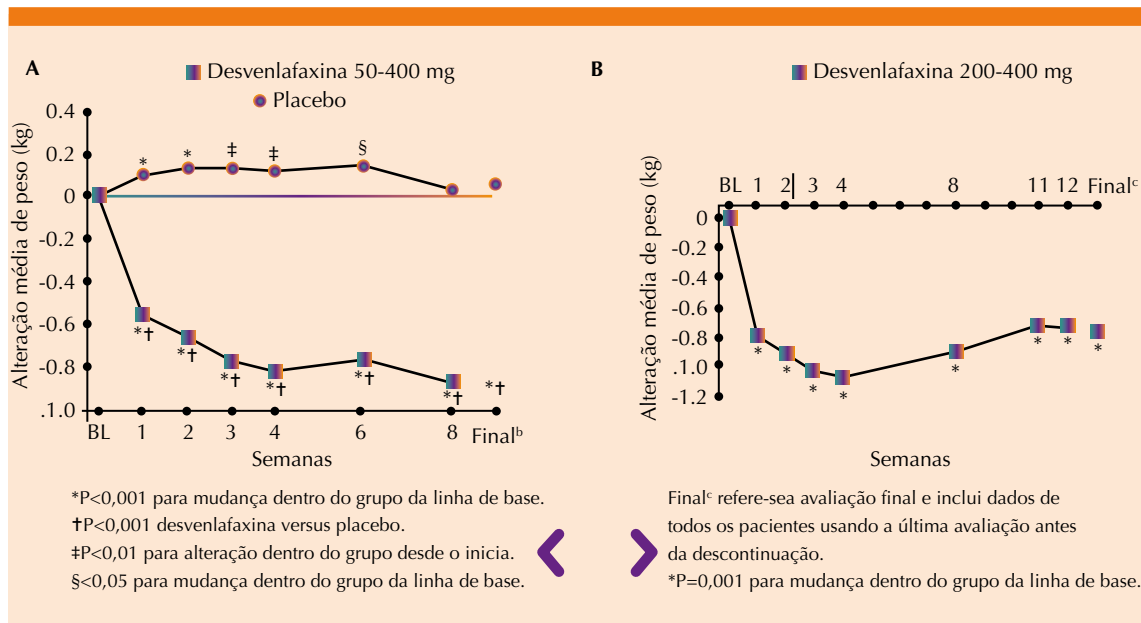 A
Desvenlafaxina 50-400 mg
Placebo
Alteração média de peso (kg)
0.4
0.2
0
-0.2
-0.4
-0.6
-0.8
.1.0
* * ‡ ‡ §
*† *† *† *† *† *† *†
BL 1 2 3 4 6 8 Finalᵇ
Semanas
*P<0,001 para mudança dentro do grupo da linha de base.
†P<0,001 desvenlafaxina versus placebo.
‡P<0,01 para alteração dentro do grupo desde o inicia.
§<0,05 para mudança dentro do grupo da linha de base.
B
Desvenlafaxina 200-400 mg
Alteração média de peso (kg)
BL 1 2 3 4 8 11 12 Finalᶜ
0
-0.2
-0.4
-0.6
-0.8
-1.0
-1.2
* * * * * * * *
Semanas
Finalᶜ refere-sea avaliação final e inclui dados de
todos os pacientes usando a última avaliação antes
da descontinuação.
*P=0,001 para mudança dentro do grupo da linha de base.